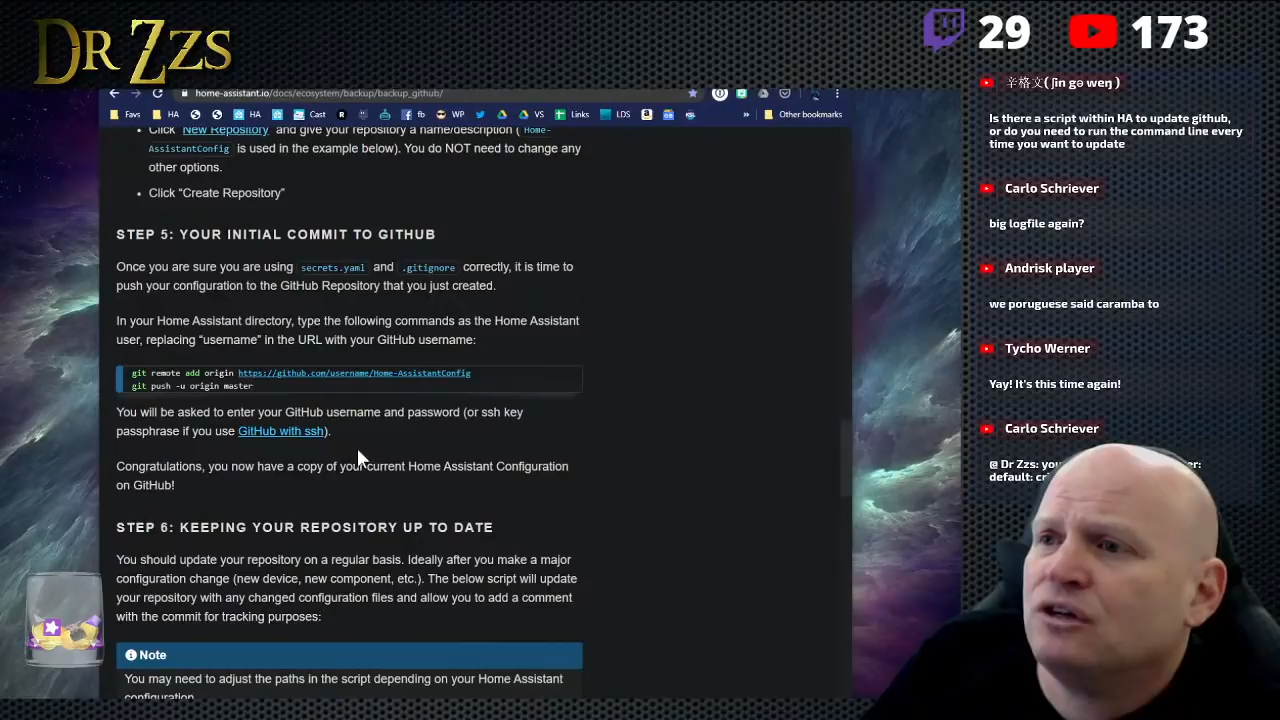 DR ZZS
29
173
home-assistant.io/docs/ecosystem/backup/backup_github/
Favs
HA
HA
Cast
fb
YT
Links
LDS
»
Other bookmarks
Click New Repository and give your repository a name/description ( Home-
AssistantConfig is used in the example below). You do NOT need to change any
other options.
Click “Create Repository”
STEP 5: YOUR INITIAL COMMIT TO GITHUB
Once you are sure you are using secrets.yaml and .gitignore correctly, it is time to
push your configuration to the GitHub Repository that you just created.
In your Home Assistant directory, type the following commands as the Home Assistant
user, replacing “username” in the URL with your GitHub username:
git remote add origin https://github.com/username/Home-AssistantConfig
git push -u origin master
You will be asked to enter your GitHub username and password (or ssh key
passphrase if you use GitHub with ssh).
Congratulations, you now have a copy of your current Home Assistant Configuration
on GitHub!
STEP 6: KEEPING YOUR REPOSITORY UP TO DATE
You should update your repository on a regular basis. Ideally after you make a major
configuration change (new device, new component, etc.). The below script will update
your repository with any changed configuration files and allow you to add a comment
with the commit for tracking purposes:
Note
You may need to adjust the paths in the script depending on your Home Assistant
configuration.
辛格文(ʃin gə weŋ )
Is there a script within HA to update github,
or do you need to run the command line every
time you want to update
Carlo Schriever
big logfile again?
Andrisk player
we poruguese said caramba to
Tycho Werner
Yay! It's this time again!
Carlo Schriever
@ Dr Zzs:
default: